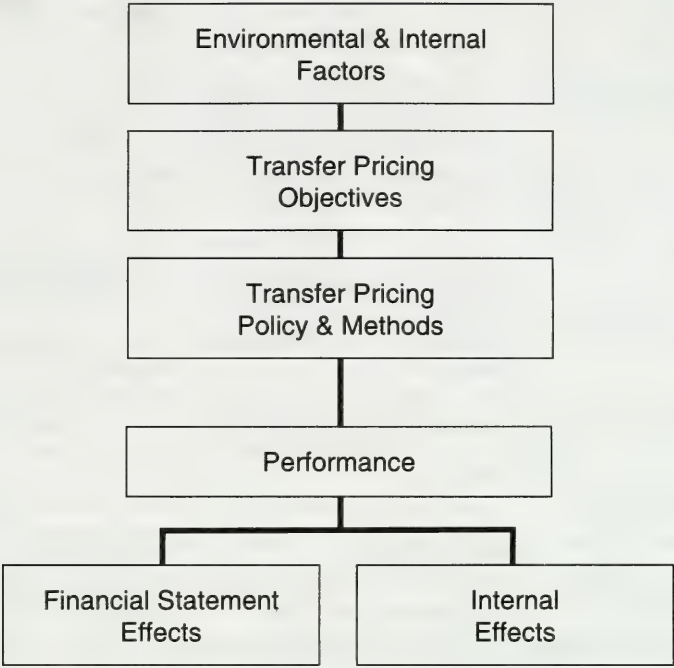 Environmental & Internal
Factors
Transfer Pricing
Objectives
Transfer Pricing
Policy & Methods
Performance
Financial Statement
Effects
Internal
Effects